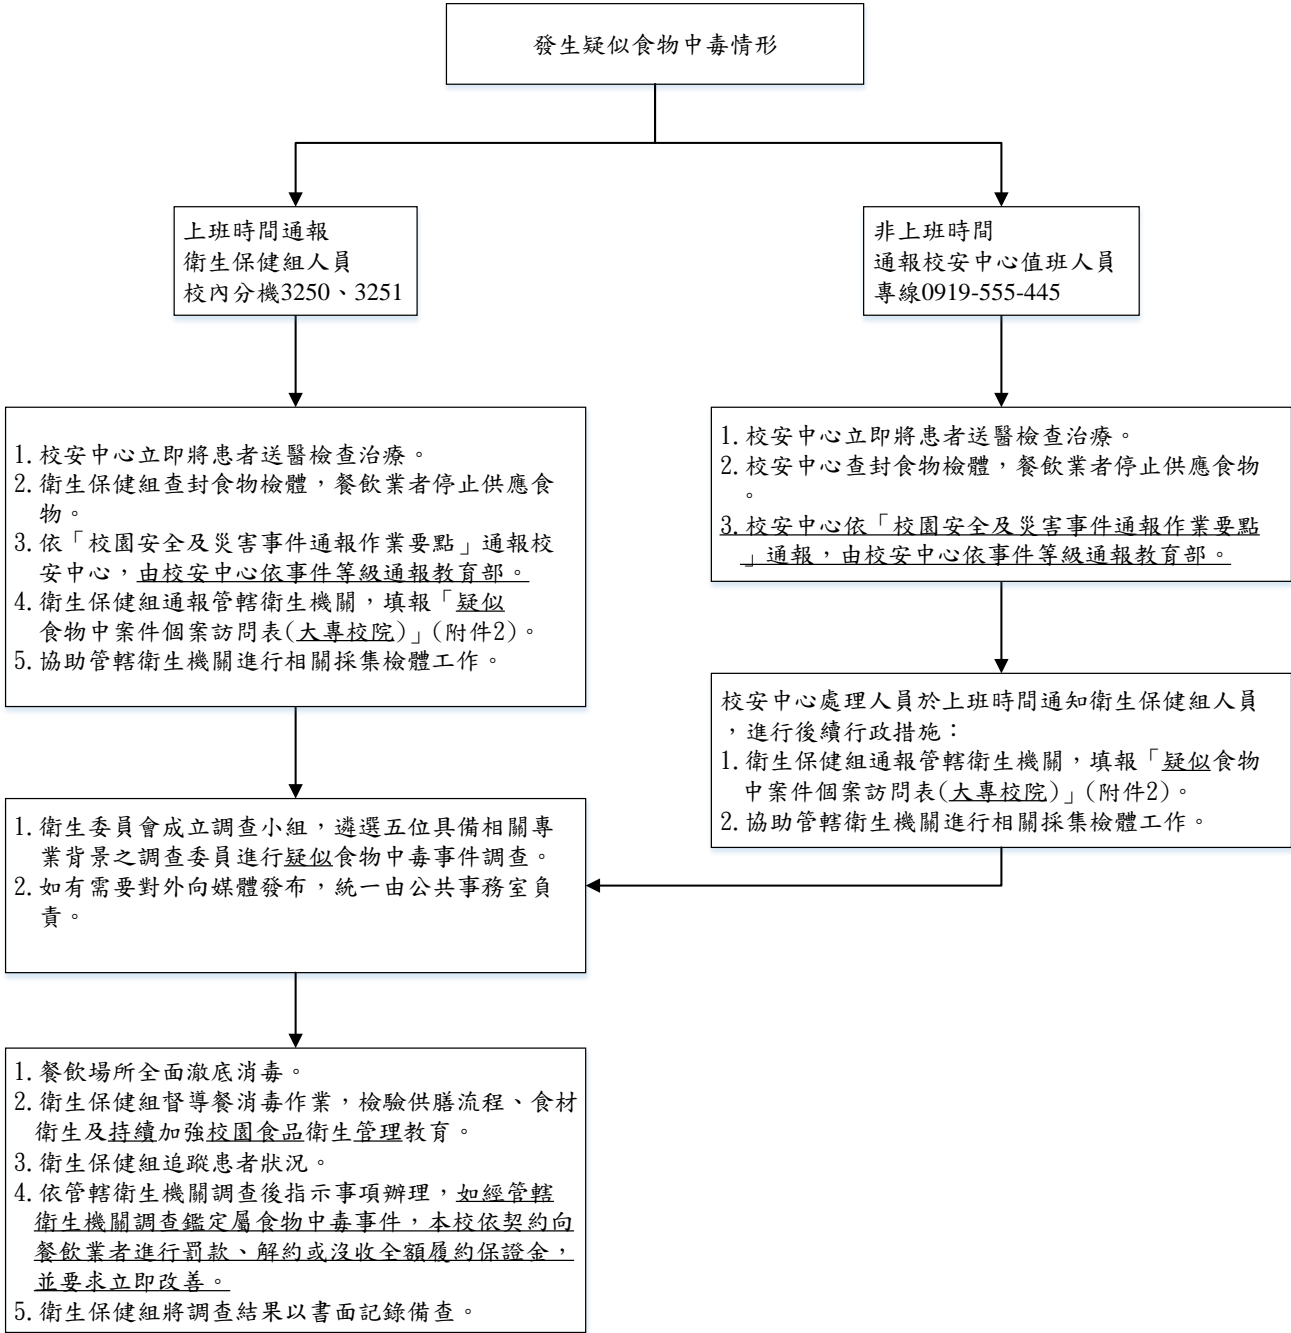 發生疑似食物中毒情形
上班時間通報
衛生保健組人員
校內分機3250、3251
非上班時間
通報校安中心值班人員
專線0919-555-445
1. 校安中心立即將患者送醫檢查治療。
2. 衛生保健組查封食物檢體，餐飲業者停止供應食
物。
3. 依「校園安全及災害事件通報作業要點」通報校
安中心，由校安中心依事件等級通報教育部。
4. 衛生保健組通報管轄衛生機關，填報「疑似
食物中案件個案訪問表(大專校院)」(附件2)。
5. 協助管轄衛生機關進行相關採集檢體工作。
1. 校安中心立即將患者送醫檢查治療。
2. 校安中心查封食物檢體，餐飲業者停止供應食物
。
3. 校安中心依「校園安全及災害事件通報作業要點
」通報，由校安中心依事件等級通報教育部。
校安中心處理人員於上班時間通知衛生保健組人員
，進行後續行政措施：
1. 衛生保健組通報管轄衛生機關，填報「疑似食物
中案件個案訪問表(大專校院)」(附件2)。
2. 協助管轄衛生機關進行相關採集檢體工作。
1. 衛生委員會成立調查小組，遴選五位具備相關專
業背景之調查委員進行疑似食物中毒事件調查。
2. 如有需要對外向媒體發布，統一由公共事務室負
責。
1. 餐飲場所全面澈底消毒。
2. 衛生保健組督導餐消毒作業，檢驗供膳流程、食材
衛生及持續加強校園食品衛生管理教育。
3. 衛生保健組追蹤患者狀況。
4. 依管轄衛生機關調查後指示事項辦理，如經管轄
衛生機關調查鑑定屬食物中毒事件，本校依契約向
餐飲業者進行罰款、解約或沒收全額履約保證金，
並要求立即改善。
5. 衛生保健組將調查結果以書面記錄備查。